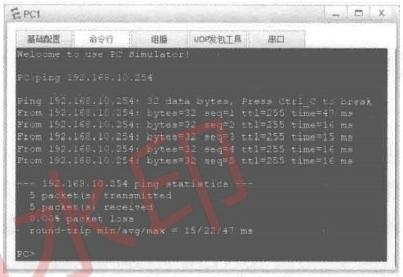 PC1
基础配置 命令行 组播 UDP发包工具 串口
Welcome to use PC Simulator!
PC>ping 192.168.10.254
Ping 192.168.10.254: 32 data bytes, Press Ctrl_C to break
From 192.168.10.254: bytes=32 seq=1 ttl=255 time=47 ms
From 192.168.10.254: bytes=32 seq=2 ttl=255 time=16 ms
From 192.168.10.254: bytes=32 seq=3 ttl=255 time=15 ms
From 192.168.10.254: bytes=32 seq=4 ttl=255 time=16 ms
From 192.168.10.254: bytes=32 seq=5 ttl=255 time=16 ms
--- 192.168.10.254 ping statistics ---
5 packet(s) transmitted
5 packet(s) received
0.00% packet loss
round-trip min/avg/max = 15/22/47 ms
PC>
水印